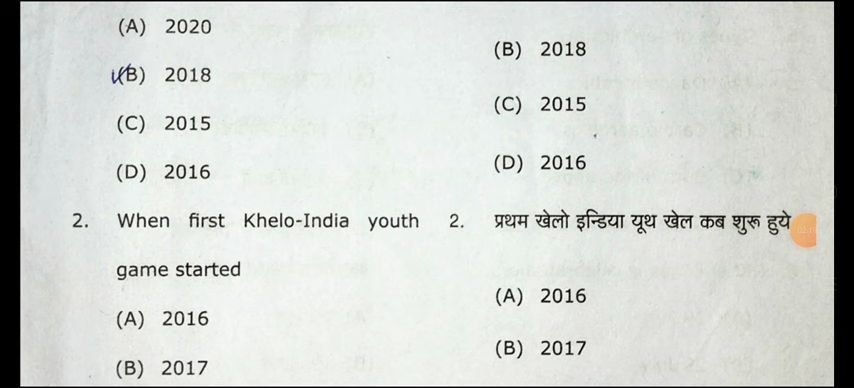 (A) 2020
(B) 2018
(C) 2015
(D) 2016
2. When first Khelo-India youth
game started
(A) 2016
(B) 2017
(B) 2018
(C) 2015
(D) 2016
2. प्रथम खेलो इन्डिया यूथ खेल कब शुरू हुये
(A) 2016
(B) 2017